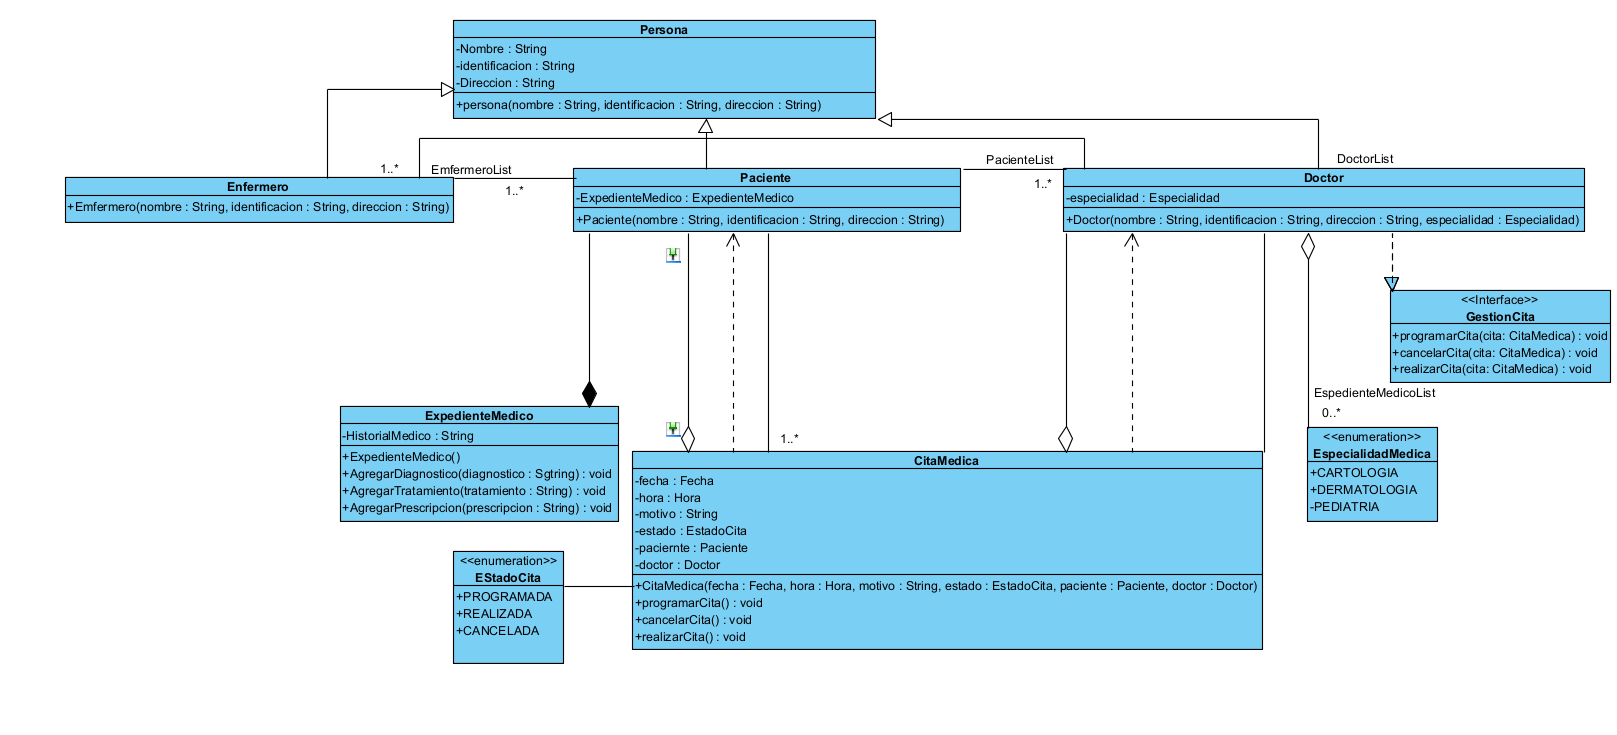 Persona
-Nombre : String
-identificacion : String
-Direccion : String
+persona(nombre : String, identificacion : String, direccion : String)
1..*
EmfermeroList
1..*
PacienteList
1..*
DoctorList
Enfermero
+Emfermero(nombre : String, identificacion : String, direccion : String)
Paciente
-ExpedienteMedico : ExpedienteMedico
+Paciente(nombre : String, identificacion : String, direccion : String)
Doctor
-especialidad : Especialidad
+Doctor(nombre : String, identificacion : String, direccion : String, especialidad : Especialidad)
<<Interface>>
GestionCita
+programarCita(cita: CitaMedica) : void
+cancelarCita(cita: CitaMedica) : void
+realizarCita(cita: CitaMedica) : void
EspedienteMedicoList
0..*
ExpedienteMedico
-HistorialMedico : String
+ExpedienteMedico()
+AgregarDiagnostico(diagnostico : Sgtring) : void
+AgregarTratamiento(tratamiento : String) : void
+AgregarPrescripcion(prescripcion : String) : void
1..*
CitaMedica
-fecha : Fecha
-hora : Hora
-motivo : String
-estado : EstadoCita
-paciernte : Paciente
-doctor : Doctor
+CitaMedica(fecha : Fecha, hora : Hora, motivo : String, estado : EstadoCita, paciente : Paciente, doctor : Doctor)
+programarCita() : void
+cancelarCita() : void
+realizarCita() : void
<<enumeration>>
EspecialidadMedica
+CARTOLOGIA
+DERMATOLOGIA
-PEDIATRIA
<<enumeration>>
EStadoCita
+PROGRAMADA
+REALIZADA
+CANCELADA